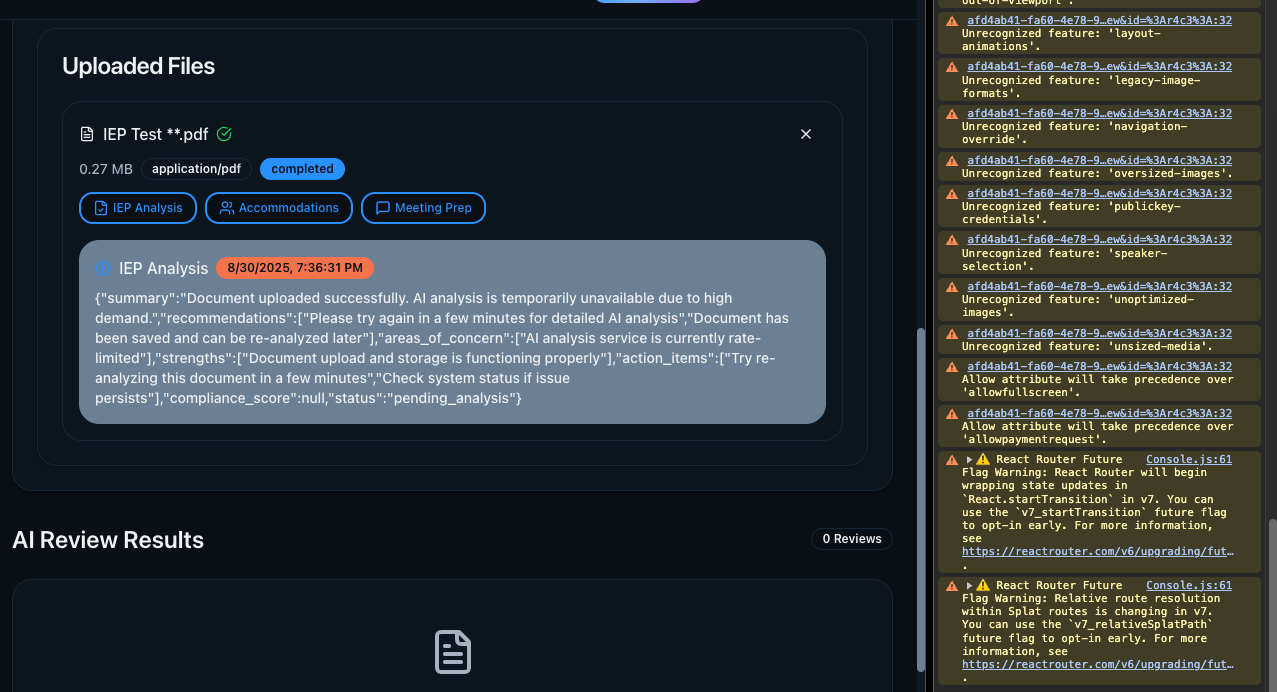 Uploaded Files
IEP Test **.pdf
0.27 MB
application/pdf
completed
IEP Analysis
Accommodations
Meeting Prep
IEP Analysis
8/30/2025, 7:36:31 PM
{"summary":"Document uploaded successfully. AI analysis is temporarily unavailable due to high
demand.","recommendations":["Please try again in a few minutes for detailed AI analysis","Document has
been saved and can be re-analyzed later"],"areas_of_concern":["AI analysis service is currently rate-
limited"],"strengths":["Document upload and storage is functioning properly"],"action_items":["Try re-
analyzing this document in a few minutes","Check system status if issue
persists"],"compliance_score":null,"status":"pending_analysis"}
AI Review Results
0 Reviews
out-of-viewport'.
afd4ab41-fa60-4e78-9…ew&id=%3Ar4c3%3A:32
Unrecognized feature: 'layout-
animations'.
afd4ab41-fa60-4e78-9…ew&id=%3Ar4c3%3A:32
Unrecognized feature: 'legacy-image-
formats'.
afd4ab41-fa60-4e78-9…ew&id=%3Ar4c3%3A:32
Unrecognized feature: 'navigation-
override'.
afd4ab41-fa60-4e78-9…ew&id=%3Ar4c3%3A:32
Unrecognized feature: 'oversized-images'.
afd4ab41-fa60-4e78-9…ew&id=%3Ar4c3%3A:32
Unrecognized feature: 'publickey-
credentials'.
afd4ab41-fa60-4e78-9…ew&id=%3Ar4c3%3A:32
Unrecognized feature: 'speaker-
selection'.
afd4ab41-fa60-4e78-9…ew&id=%3Ar4c3%3A:32
Unrecognized feature: 'unoptimized-
images'.
afd4ab41-fa60-4e78-9…ew&id=%3Ar4c3%3A:32
Unrecognized feature: 'unsized-media'.
afd4ab41-fa60-4e78-9…ew&id=%3Ar4c3%3A:32
Allow attribute will take precedence over
'allowfullscreen'.
afd4ab41-fa60-4e78-9…ew&id=%3Ar4c3%3A:32
Allow attribute will take precedence over
'allowpaymentrequest'.
React Router Future Console.js:61
Flag Warning: React Router will begin
wrapping state updates in
`React.startTransition` in v7. You can
use the `v7_startTransition` future flag
to opt-in early. For more information,
see
https://reactrouter.com/v6/upgrading/fut…
.
React Router Future Console.js:61
Flag Warning: Relative route resolution
within Splat routes is changing in v7.
You can use the `v7_relativeSplatPath`
future flag to opt-in early. For more
information, see
https://reactrouter.com/v6/upgrading/fut…
.